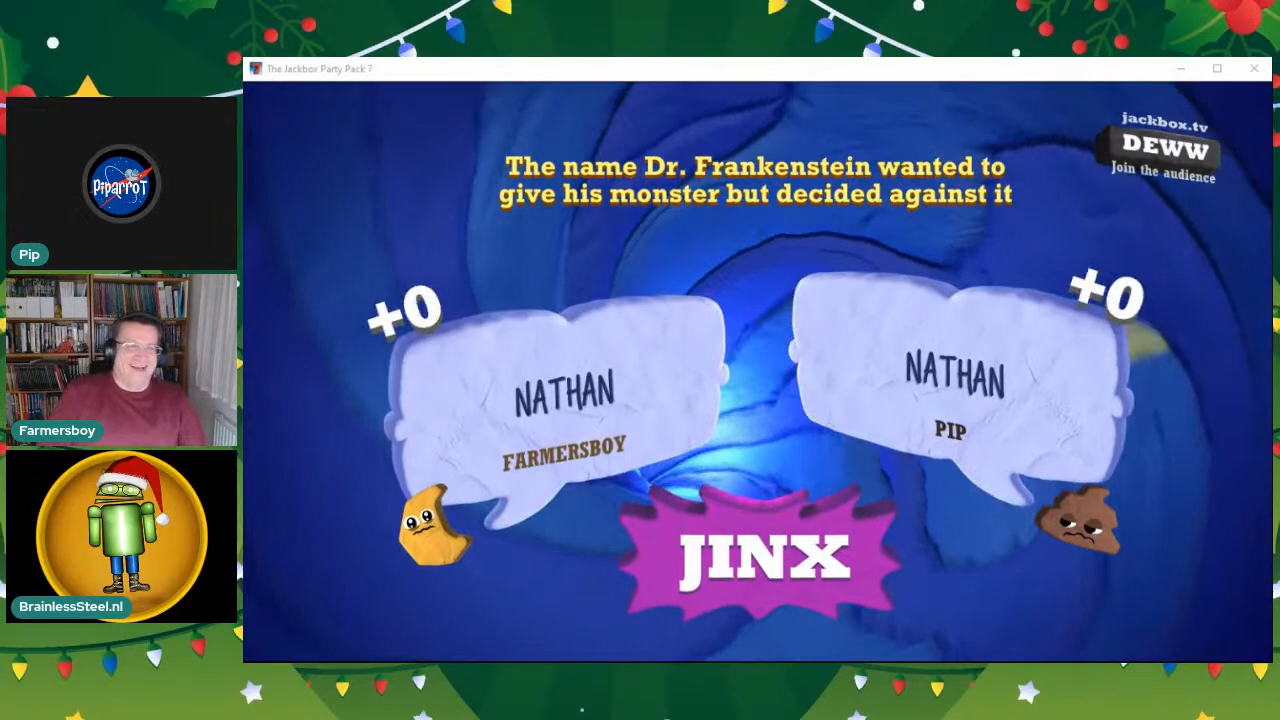 The Jackbox Party Pack 7
jackbox.tv
DEWW
Join the audience
The name Dr. Frankenstein wanted to
give his monster but decided against it
+0
+0
NATHAN
FARMERSBOY
NATHAN
PIP
JINX
PiparroT
Pip
Farmersboy
BrainlessSteel.nl